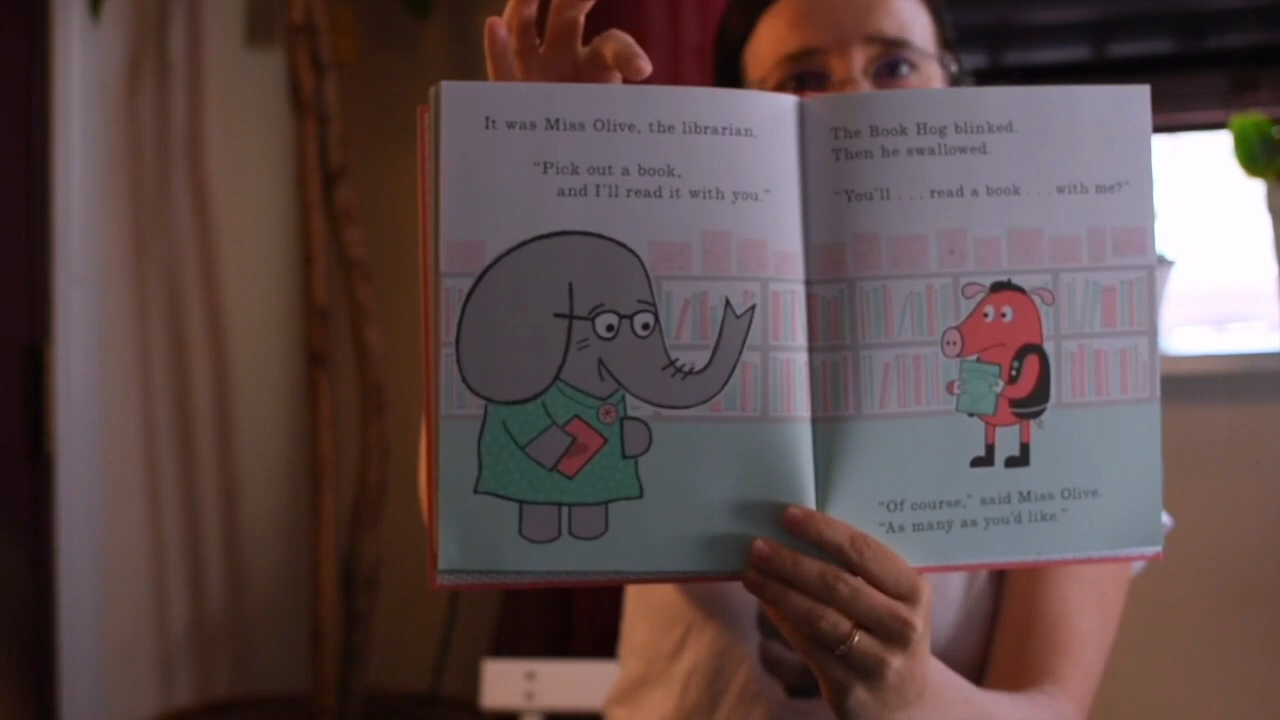 It was Miss Olive, the librarian.
“Pick out a book,
and I’ll read it with you.”
The Book Hog blinked.
Then he swallowed.
“You’ll . . . read a book . . . with me?”
“Of course,” said Miss Olive.
“As many as you’d like.”